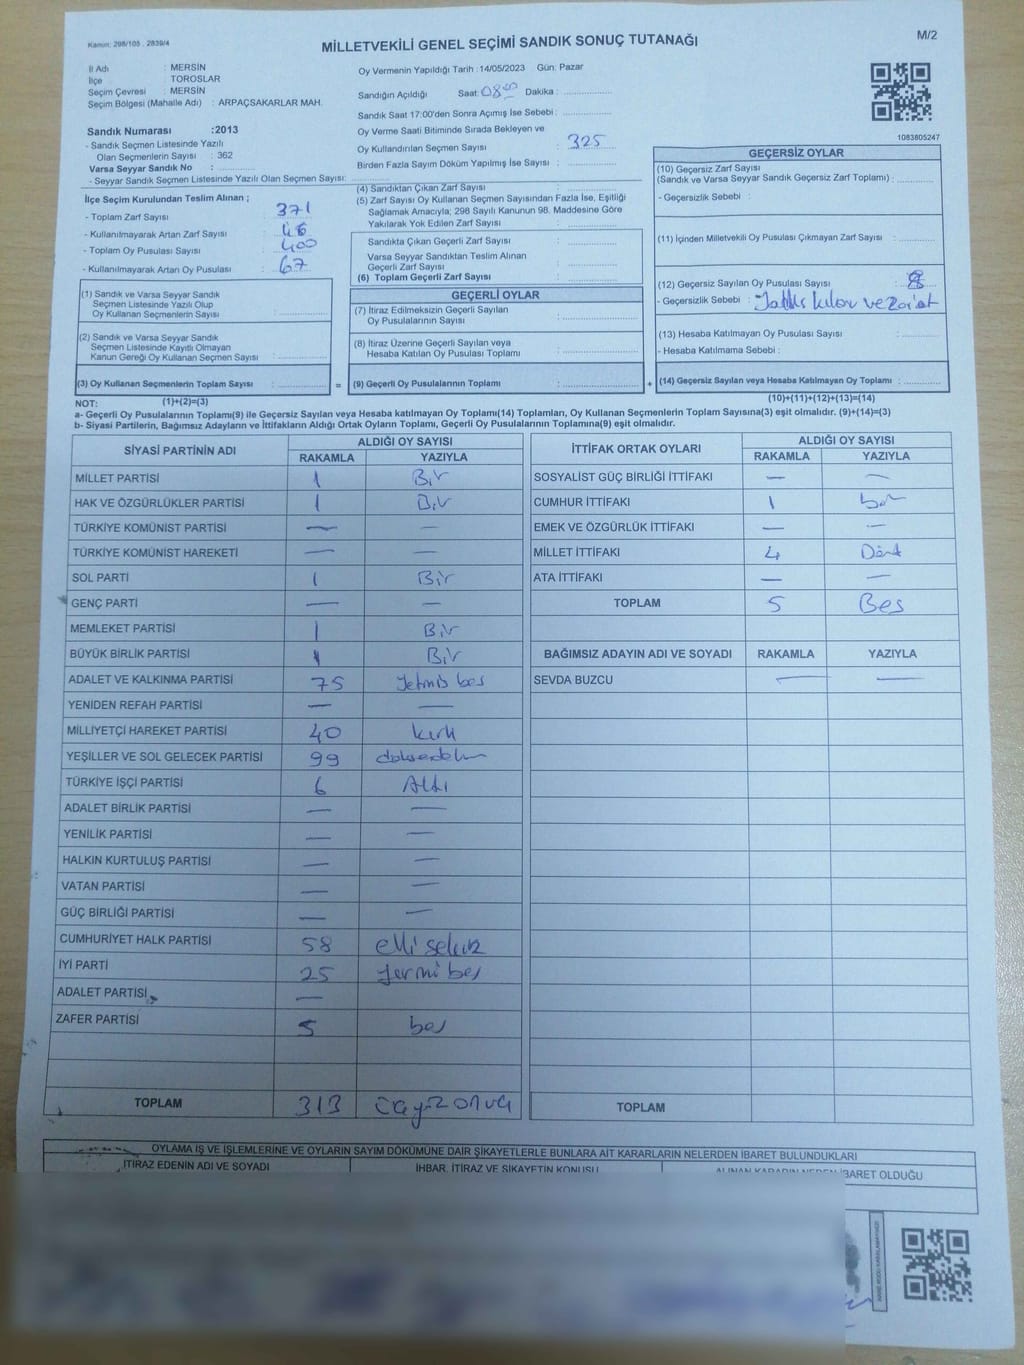 Kanun: 298/105 . 2839/4
MİLLETVEKİLİ GENEL SEÇİMİ SANDIK SONUÇ TUTANAĞI
M/2
İl Adı : MERSİN
İlçe : TOROSLAR
Seçim Çevresi : MERSİN
Seçim Bölgesi (Mahalle Adı) : ARPAÇSAKARLAR MAH.
Sandık Numarası :2013
- Sandık Seçmen Listesinde Yazılı
Olan Seçmenlerin Sayısı : 362
Varsa Seyyar Sandık No :
- Seyyar Sandık Seçmen Listesinde Yazılı Olan Seçmen Sayısı:
Oy Vermenin Yapıldığı Tarih :14/05/2023 Gün: Pazar
Sandığın Açıldığı Saat: 08 00 Dakika :
Sandık Saat 17:00'den Sonra Açımış İse Sebebi :
Oy Verme Saati Bitiminde Sırada Bekleyen ve
Oy Kullandırılan Seçmen Sayısı : 325
Birden Fazla Sayım Döküm Yapılmış İse Sayısı :
1083805247
İlçe Seçim Kurulundan Teslim Alınan ;
- Toplam Zarf Sayısı : 371
- Kullanılmayarak Artan Zarf Sayısı : 46
- Toplam Oy Pusulası Sayısı : 400
- Kullanılmayarak Artan Oy Pusulası : 67
(4) Sandıktan Çıkan Zarf Sayısı :
(5) Zarf Sayısı Oy Kullanan Seçmen Sayısından Fazla İse, Eşitliği
Sağlamak Amacıyla; 298 Sayılı Kanunun 98. Maddesine Göre
Yakılarak Yok Edilen Zarf Sayısı :
Sandıkta Çıkan Geçerli Zarf Sayısı :
Varsa Seyyar Sandıktan Teslim Alınan
Geçerli Zarf Sayısı :
(6) Toplam Geçerli Zarf Sayısı :
GEÇERSİZ OYLAR
(10) Geçersiz Zarf Sayısı
(Sandık ve Varsa Seyyar Sandık Geçersiz Zarf Toplamı) :
- Geçersizlik Sebebi :
(11) İçinden Milletvekili Oy Pusulası Çıkmayan Zarf Sayısı :
(12) Geçersiz Sayılan Oy Pusulası Sayısı : 8
- Geçersizlik Sebebi :
(13) Hesaba Katılmayan Oy Pusulası Sayısı :
- Hesaba Katılmama Sebebi :
(14) Geçersiz Sayılan veya Hesaba Katılmayan Oy Toplamı :
(10)+(11)+(12)+(13)=(14)
(1) Sandık ve Varsa Seyyar Sandık
Seçmen Listesinde Yazılı Olup
Oy Kullanan Seçmenlerin Sayısı :
(2) Sandık ve Varsa Seyyar Sandık
Seçmen Listesinde Kayıtlı Olmayan
Kanun Gereği Oy Kullanan Seçmen Sayısı :
(3) Oy Kullanan Seçmenlerin Toplam Sayısı : =
(1)+(2)=(3)
GEÇERLİ OYLAR
(7) İtiraz Edilmeksizin Geçerli Sayılan
Oy Pusulalarının Sayısı :
(8) İtiraz Üzerine Geçerli Sayılan veya
Hesaba Katılan Oy Pusulası Toplamı :
(9) Geçerli Oy Pusulalarının Toplamı : +
NOT:
a- Geçerli Oy Pusulalarının Toplamı(9) ile Geçersiz Sayılan veya Hesaba katılmayan Oy Toplamı(14) Toplamları, Oy Kullanan Seçmenlerin Toplam Sayısına(3) eşit olmalıdır. (9)+(14)=(3)
b- Siyasi Partilerin, Bağımsız Adayların ve İttifakların Aldığı Ortak Oyların Toplamı, Geçerli Oy Pusulalarının Toplamına(9) eşit olmalıdır.
SİYASİ PARTİNİN ADI ALDIĞI OY SAYISI
RAKAMLA YAZIYLA
MİLLET PARTİSİ 1 Bir
HAK VE ÖZGÜRLÜKLER PARTİSİ 1 Bir
TÜRKİYE KOMÜNİST PARTİSİ — —
TÜRKİYE KOMÜNİST HAREKETİ — —
SOL PARTİ 1 Bir
GENÇ PARTİ — —
MEMLEKET PARTİSİ 1 Bir
BÜYÜK BİRLİK PARTİSİ 1 Bir
ADALET VE KALKINMA PARTİSİ 75 Yetmiş beş
YENİDEN REFAH PARTİSİ — —
MİLLİYETÇİ HAREKET PARTİSİ 40 kırk
YEŞİLLER VE SOL GELECEK PARTİSİ 99
TÜRKİYE İŞÇİ PARTİSİ 6 Altı
ADALET BİRLİK PARTİSİ — —
YENİLİK PARTİSİ — —
HALKIN KURTULUŞ PARTİSİ — —
VATAN PARTİSİ — —
GÜÇ BİRLİĞİ PARTİSİ — —
CUMHURİYET HALK PARTİSİ 58 elli sekiz
İYİ PARTİ 25 yirmi beş
ADALET PARTİSİ —
ZAFER PARTİSİ 5 beş
TOPLAM 313
İTTİFAK ORTAK OYLARI ALDIĞI OY SAYISI
RAKAMLA YAZIYLA
SOSYALİST GÜÇ BİRLİĞİ İTTİFAKI — —
CUMHUR İTTİFAKI 1 bir
EMEK VE ÖZGÜRLÜK İTTİFAKI — —
MİLLET İTTİFAKI 4 Dört
ATA İTTİFAKI — —
TOPLAM 5 Beş
BAĞIMSIZ ADAYIN ADI VE SOYADI RAKAMLA YAZIYLA
SEVDA BUZCU — —
TOPLAM
OYLAMA İŞ VE İŞLEMLERİNE VE OYLARIN SAYIM DÖKÜMÜNE DAİR ŞİKAYETLERLE BUNLARA AİT KARARLARIN NELERDEN İBARET BULUNDUKLARI
İTİRAZ EDENİN ADI VE SOYADI İHBAR, İTİRAZ VE ŞİKAYETİN KONUSU ALINAN KARARIN NEDEN İBARET OLDUĞU